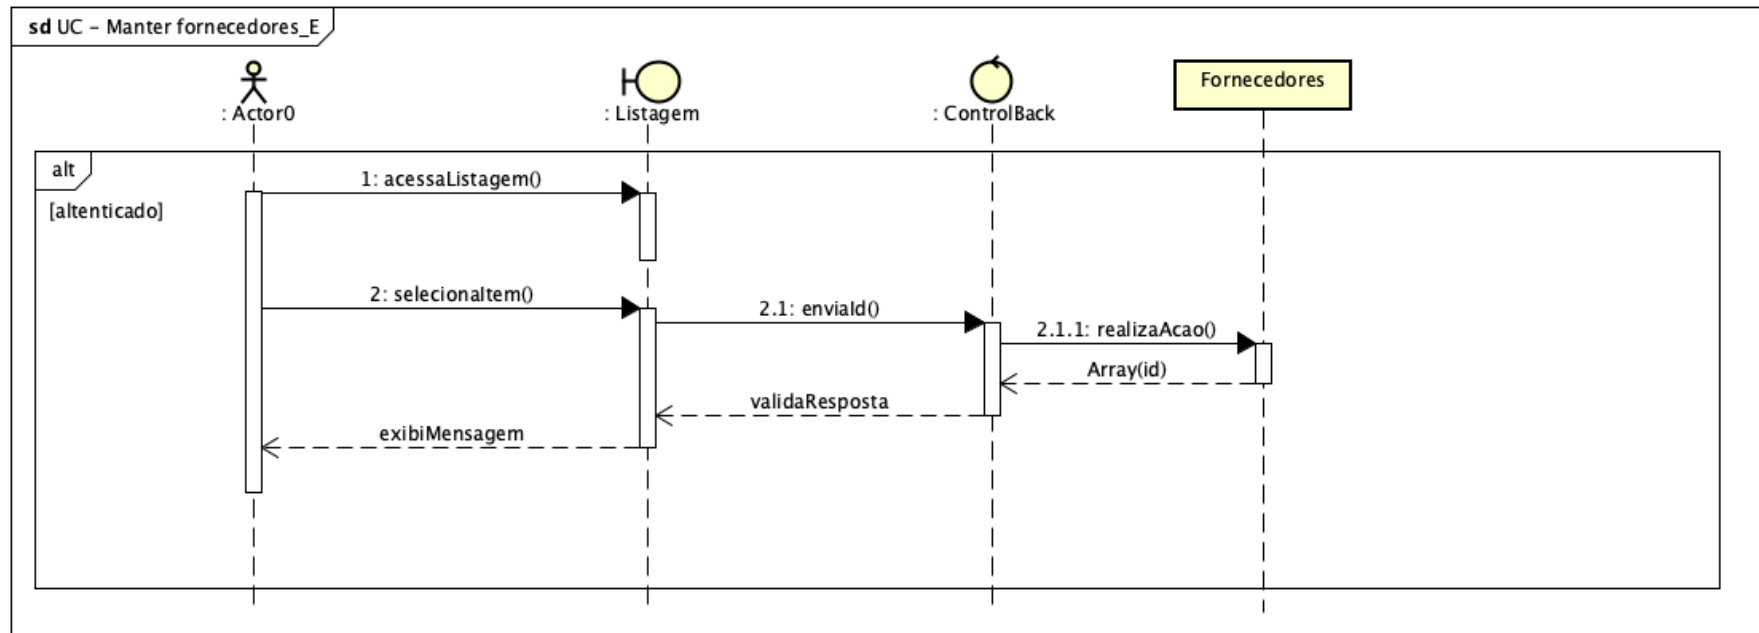 sd UC - Manter fornecedores_E
: Actor0
: Listagem
: ControlBack
Fornecedores
alt
[altenticado]
1: acessaListagem()
2: selecionaItem()
2.1: enviaId()
2.1.1: realizaAcao()
Array(id)
validaResposta
exibiMensagem